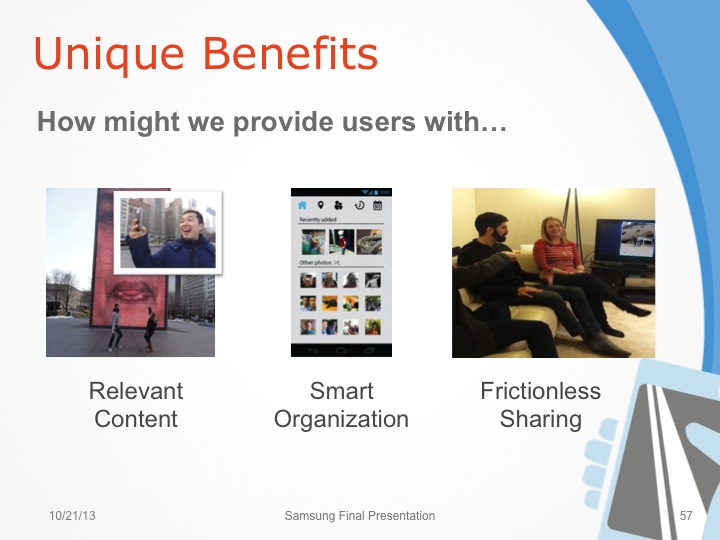 Unique Benefits
How might we provide users with…
Recently added
Other photos
Relevant
Content
Smart
Organization
Frictionless
Sharing
10/21/13
Samsung Final Presentation
57